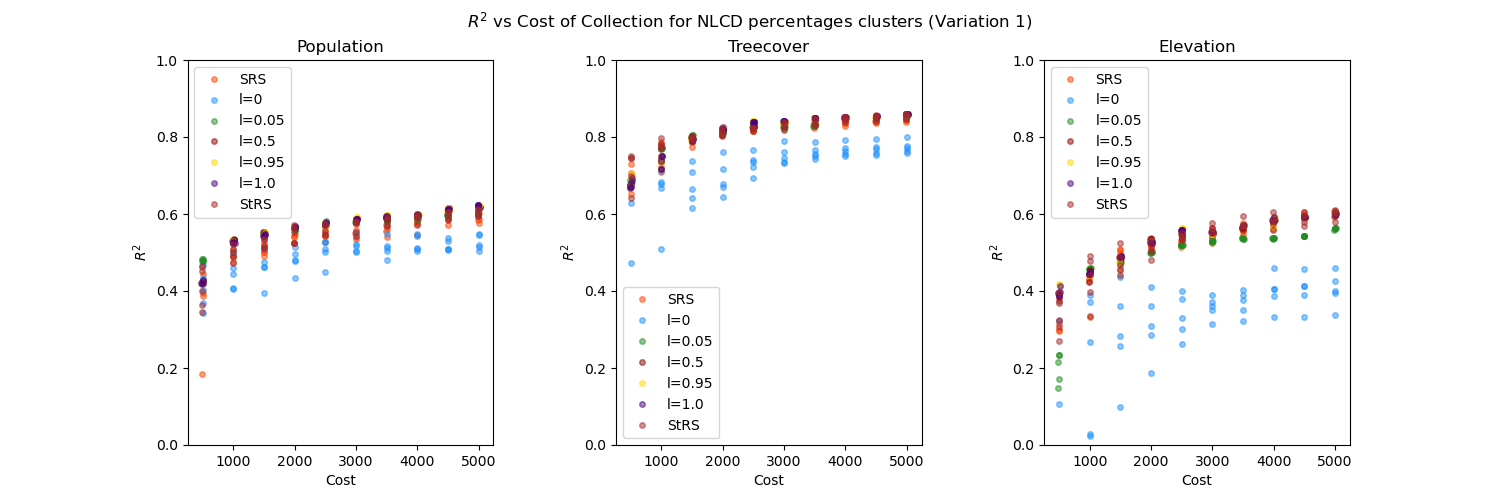 R² vs Cost of Collection for NLCD percentages clusters (Variation 1)
Population
1.0
0.8
0.6
0.4
0.2
0.0
R²
SRS
l=0
l=0.05
l=0.5
l=0.95
l=1.0
StRS
1000 2000 3000 4000 5000
Cost
Treecover
1.0
0.8
0.6
0.4
0.2
0.0
R²
SRS
l=0
l=0.05
l=0.5
l=0.95
l=1.0
StRS
1000 2000 3000 4000 5000
Cost
Elevation
1.0
0.8
0.6
0.4
0.2
0.0
R²
SRS
l=0
l=0.05
l=0.5
l=0.95
l=1.0
StRS
1000 2000 3000 4000 5000
Cost